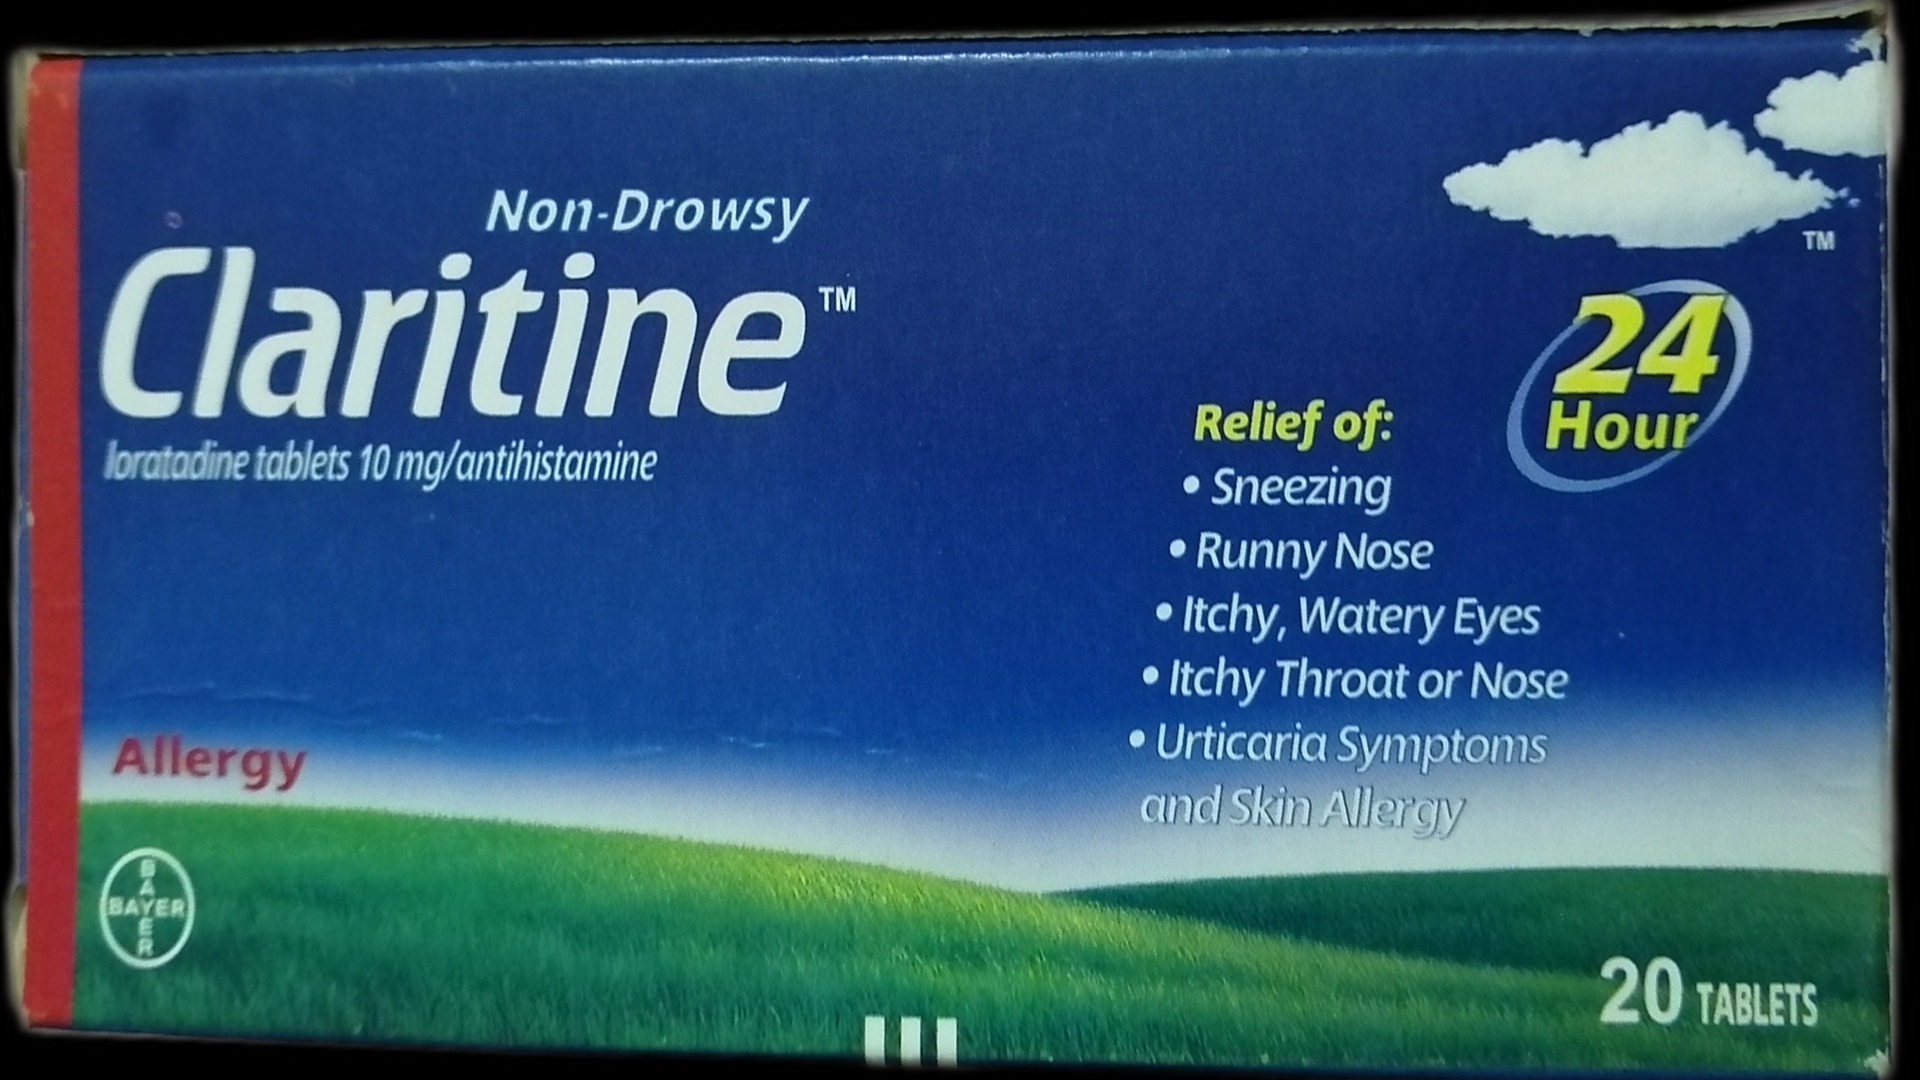 Non-Drowsy
Claritine™
loratadine tablets 10 mg/antihistamine
TM
24
Hour
Relief of:
• Sneezing
• Runny Nose
• Itchy, Watery Eyes
• Itchy Throat or Nose
• Urticaria Symptoms
and Skin Allergy
Allergy
BAYER
BAYER
20 TABLETS